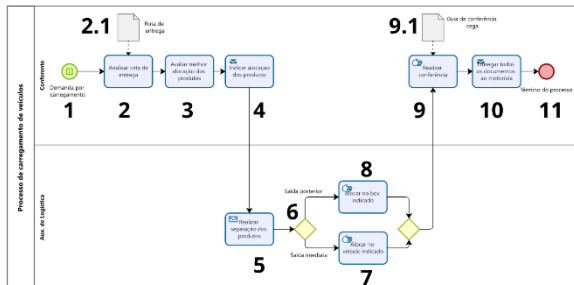 Processo de carregamento de veículos
Conferente
2.1
Rota de
entrega
9.1
Guia de conferência
cega
Demanda por
carregamento
Analisar rota de
entrega
Avaliar melhor
alocação dos
produtos
Indicar alocação
dos produtos
Realizar
conferência
Entregar todos
os documentos
ao motorista
Término do processo
1
2
3
4
9
10
11
Aux. de Logística
8
Saída posterior
Alocar no box
indicado
6
Realizar
separação dos
produtos
Saída imediata
Alocar no
veículo indicado
5
7